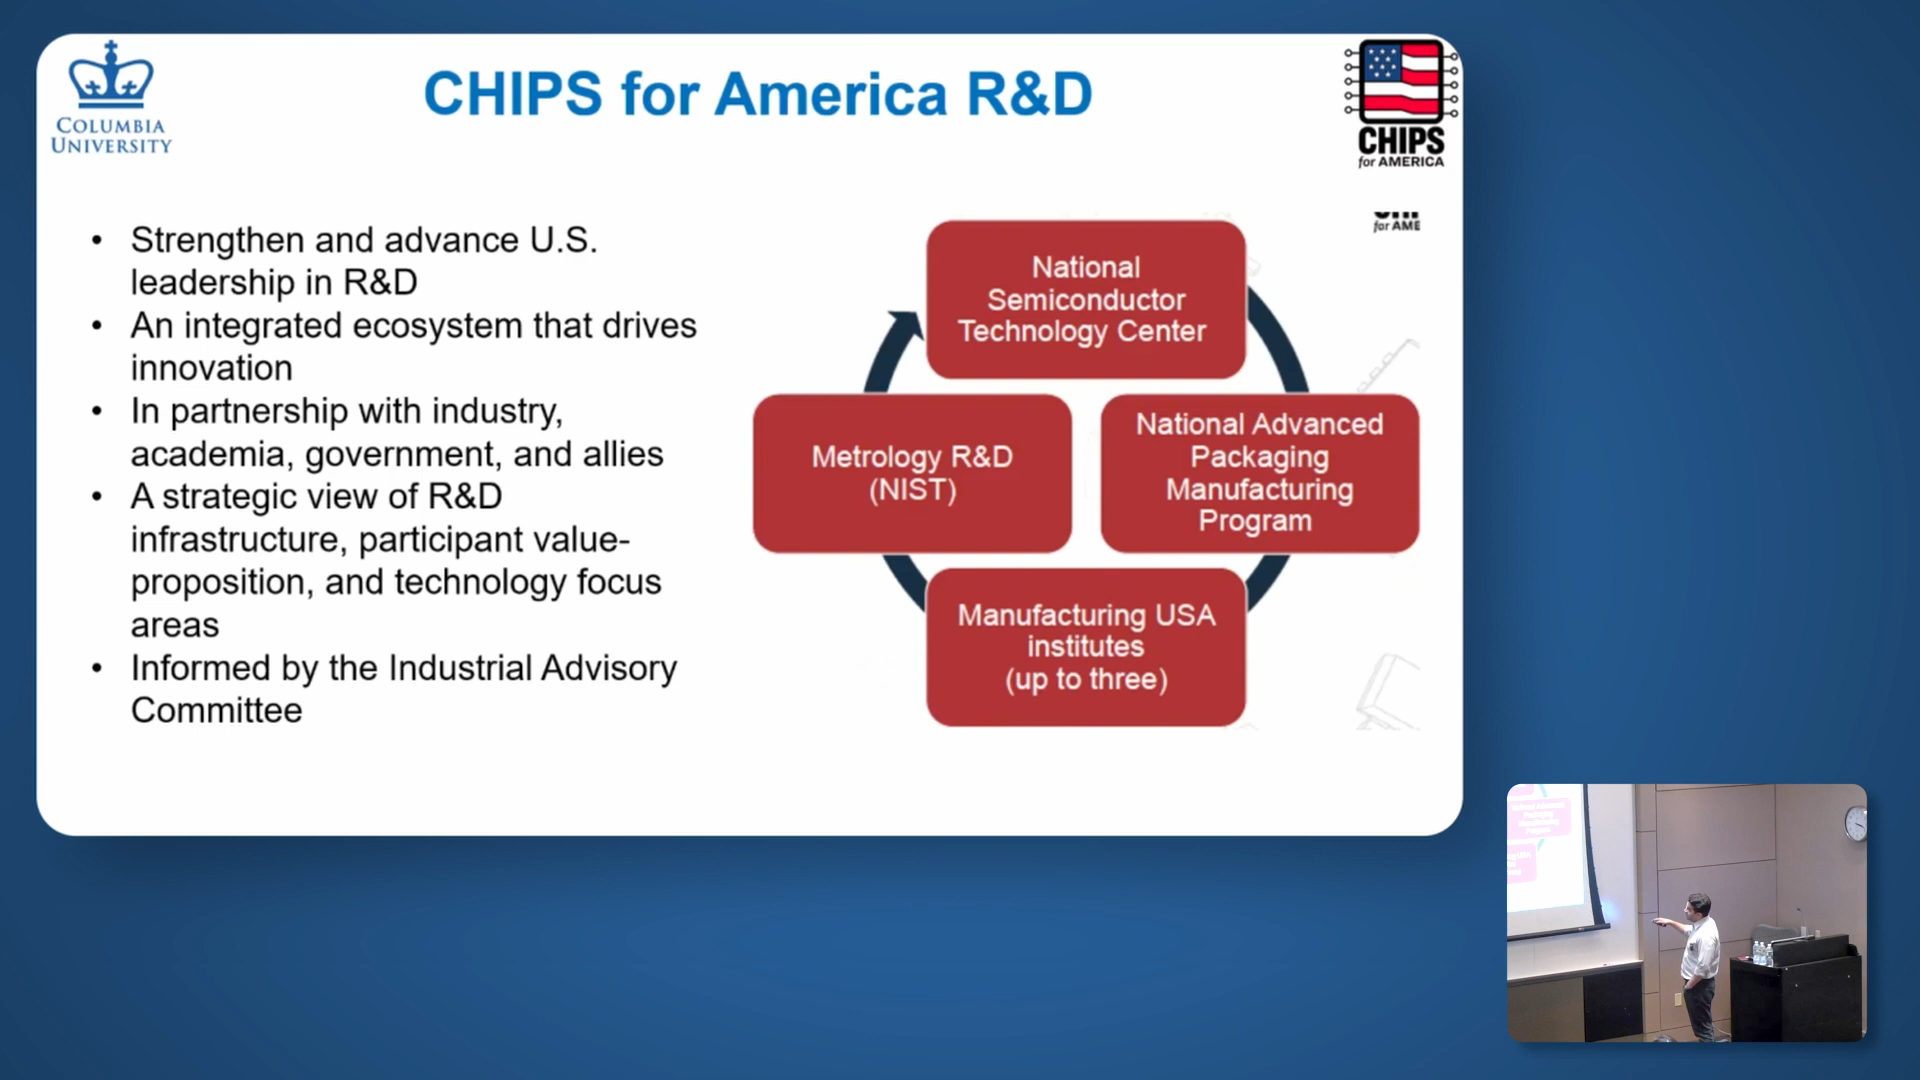 COLUMBIA
UNIVERSITY
CHIPS for America R&D
CHIPS
for AMERICA
for AME
• Strengthen and advance U.S.
leadership in R&D
• An integrated ecosystem that drives
innovation
• In partnership with industry,
academia, government, and allies
• A strategic view of R&D
infrastructure, participant value-
proposition, and technology focus
areas
• Informed by the Industrial Advisory
Committee
National
Semiconductor
Technology Center
National Advanced
Packaging
Manufacturing
Program
Metrology R&D
(NIST)
Manufacturing USA
institutes
(up to three)